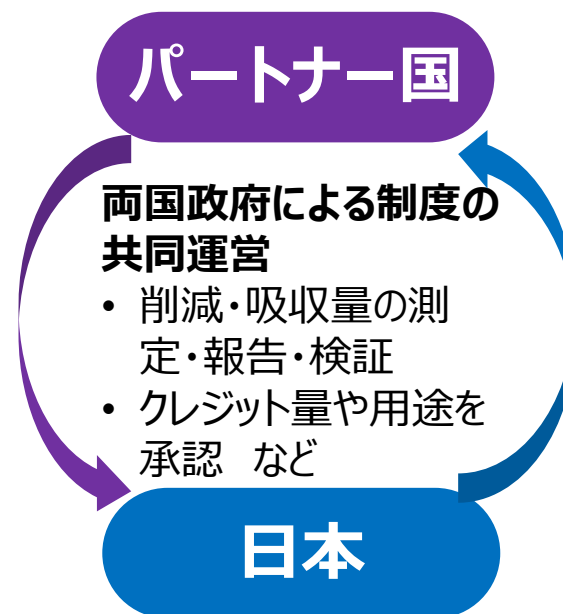 パートナー国
両国政府による制度の
共同運営
• 削減・吸収量の測
定・報告・検証
• クレジット量や用途を
承認　など
日本